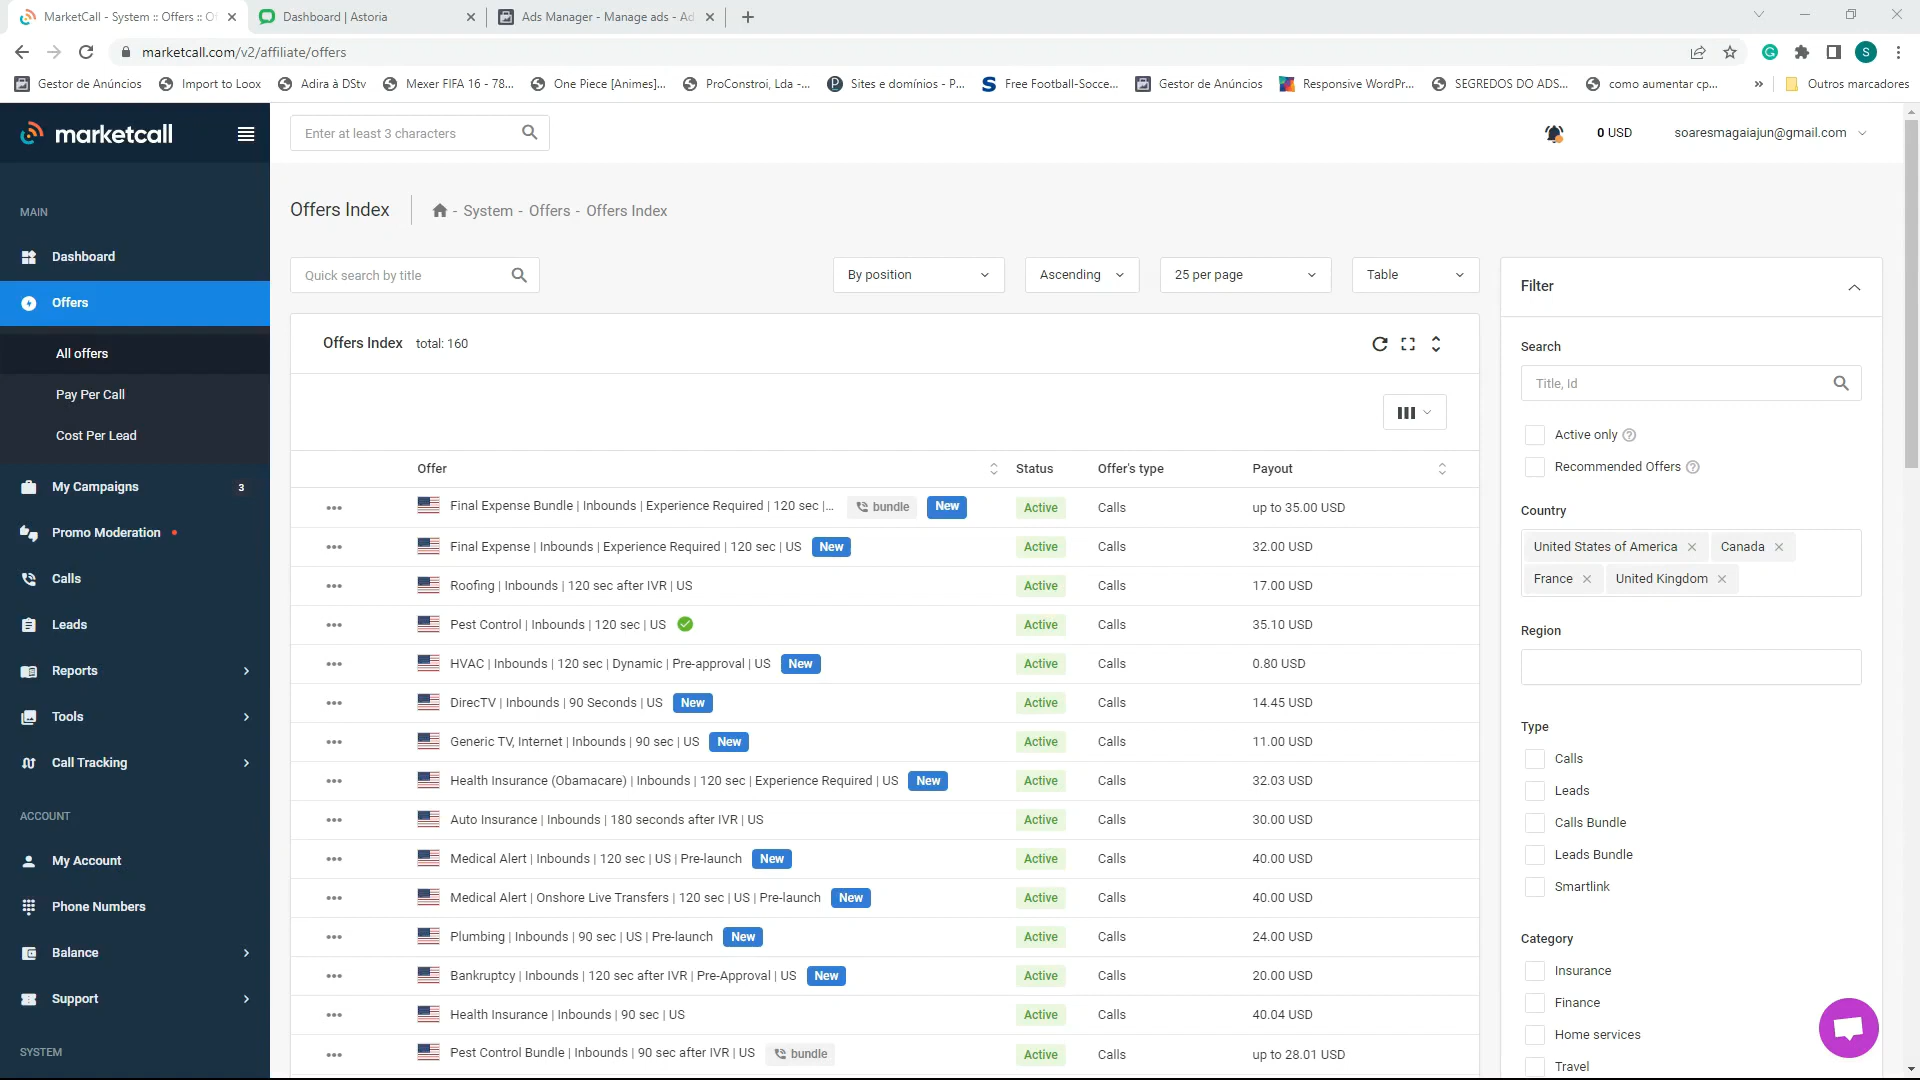 MarketCall - System :: Offers :: Of
Dashboard | Astoria
Ads Manager - Manage ads - Ad
marketcall.com/v2/affiliate/offers
S
Gestor de Anúncios
Import to Loox
Adira à DStv
Mexer FIFA 16 - 78...
One Piece [Animes]...
ProConstroi, Lda -...
Sites e domínios - P...
Free Football-Socce...
Gestor de Anúncios
Responsive WordPr...
SEGREDOS DO ADS...
como aumentar cp...
»
Outros marcadores
marketcall
Enter at least 3 characters
0 USD
soaresmagaiajun@gmail.com
MAIN
Dashboard
Offers
All offers
Pay Per Call
Cost Per Lead
My Campaigns 3
Promo Moderation
Calls
Leads
Reports
Tools
Call Tracking
ACCOUNT
My Account
Phone Numbers
Balance
Support
SYSTEM
Offers Index
- System - Offers - Offers Index
Quick search by title
By position
Ascending
25 per page
Table
Offers Index total: 160
Offer Status Offer's type Payout
Final Expense Bundle | Inbounds | Experience Required | 120 sec |... bundle New Active Calls up to 35.00 USD
Final Expense | Inbounds | Experience Required | 120 sec | US New Active Calls 32.00 USD
Roofing | Inbounds | 120 sec after IVR | US Active Calls 17.00 USD
Pest Control | Inbounds | 120 sec | US Active Calls 35.10 USD
HVAC | Inbounds | 120 sec | Dynamic | Pre-approval | US New Active Calls 0.80 USD
DirecTV | Inbounds | 90 Seconds | US New Active Calls 14.45 USD
Generic TV, Internet | Inbounds | 90 sec | US New Active Calls 11.00 USD
Health Insurance (Obamacare) | Inbounds | 120 sec | Experience Required | US New Active Calls 32.03 USD
Auto Insurance | Inbounds | 180 seconds after IVR | US Active Calls 30.00 USD
Medical Alert | Inbounds | 120 sec | US | Pre-launch New Active Calls 40.00 USD
Medical Alert | Onshore Live Transfers | 120 sec | US | Pre-launch New Active Calls 40.00 USD
Plumbing | Inbounds | 90 sec | US | Pre-launch New Active Calls 24.00 USD
Bankruptcy | Inbounds | 120 sec after IVR | Pre-Approval | US New Active Calls 20.00 USD
Health Insurance | Inbounds | 90 sec | US Active Calls 40.04 USD
Pest Control Bundle | Inbounds | 90 sec after IVR | US bundle Active Calls up to 28.01 USD
Filter
Search
Title, Id
Active only
Recommended Offers
Country
United States of America × Canada ×
France × United Kingdom ×
Region
Type
Calls
Leads
Calls Bundle
Leads Bundle
Smartlink
Category
Insurance
Finance
Home services
Travel